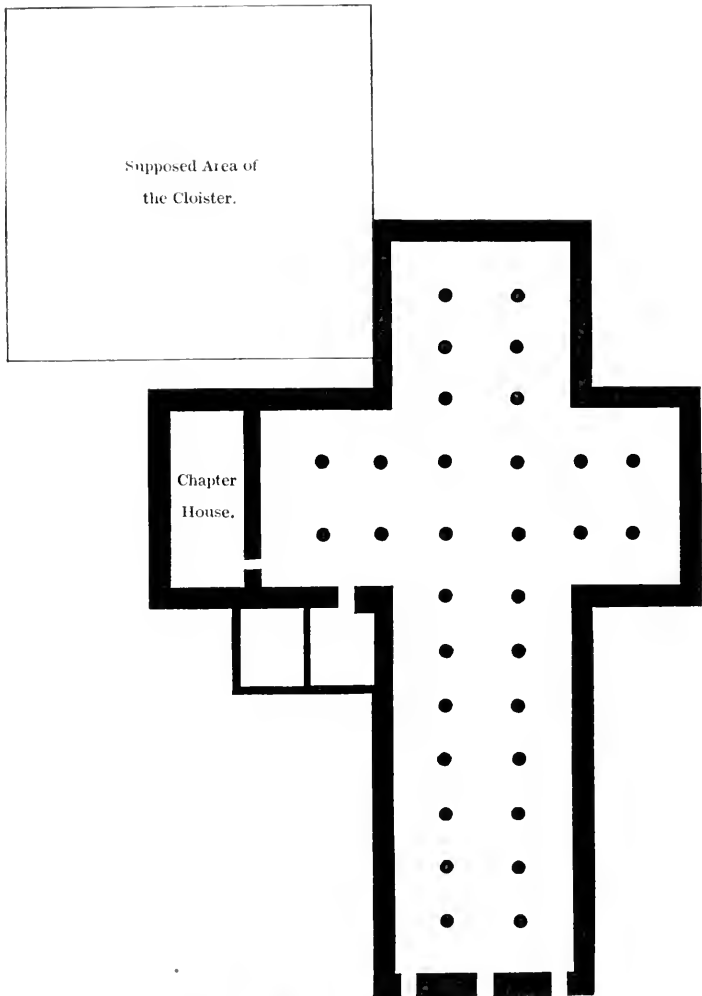 Supposed Area of
the Cloister.
Chapter
House.